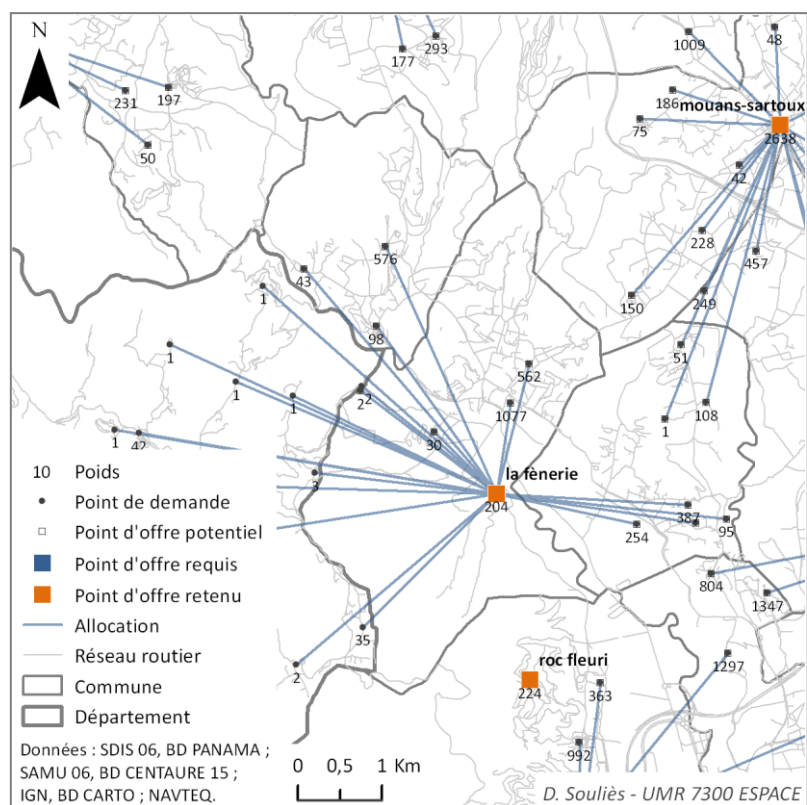 N
177
293
1009
48
231
197
186
mouans-sartoux
2638
75
50
42
228
457
576
43
1
150
249
98
51
1
562
1
1
22
1077
1
108
1
42
30
la fènerie
3
204
387
254
95
804
1347
35
2
roc fleuri
224
363
1297
992
10 Poids
Point de demande
Point d'offre potentiel
Point d'offre requis
Point d'offre retenu
Allocation
Réseau routier
Commune
Département
Données : SDIS 06, BD PANAMA ;
SAMU 06, BD CENTAURE 15 ;
IGN, BD CARTO ; NAVTEQ.
0 0,5 1 Km
D. Souliès - UMR 7300 ESPACE